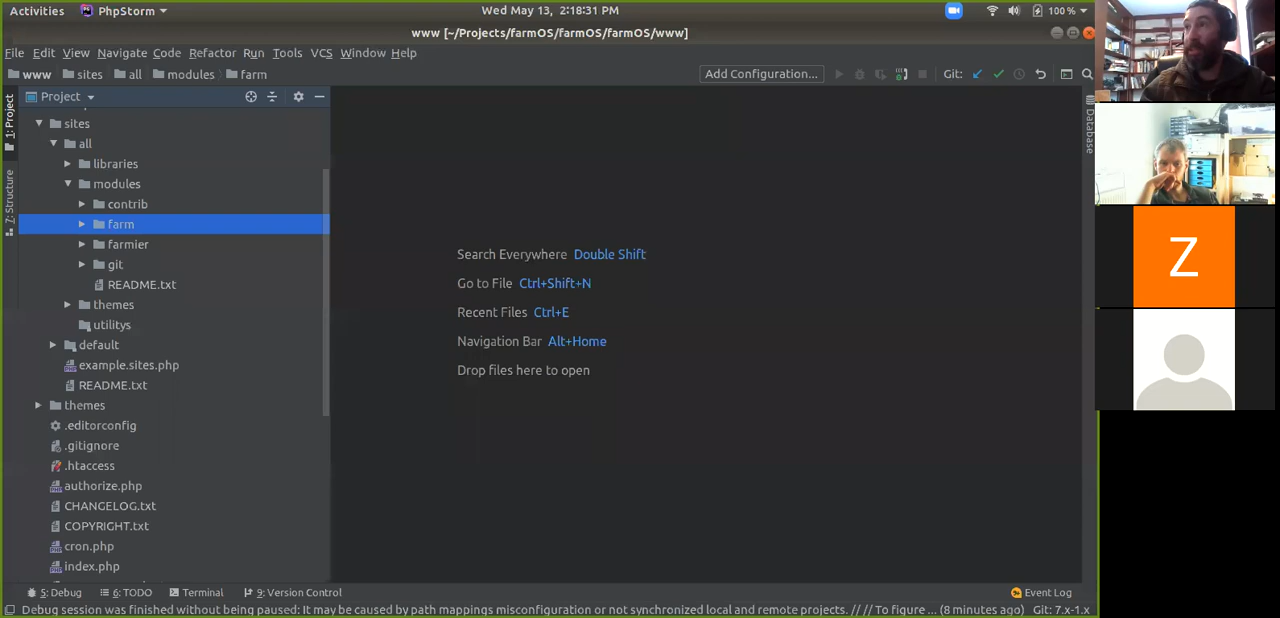 Activities PhpStorm Wed May 13, 2:18:31 PM 100 %
www [~/Projects/farmOS/farmOS/farmOS/www]
File Edit View Navigate Code Refactor Run Tools VCS Window Help
www sites all modules farm Add Configuration... Git:
Project
1: Project
7: Structure
Database
sites
all
libraries
modules
contrib
farm
farmier
git
README.txt
themes
utilitys
default
example.sites.php
README.txt
themes
.editorconfig
.gitignore
.htaccess
authorize.php
CHANGELOG.txt
COPYRIGHT.txt
cron.php
index.php
Search Everywhere Double Shift
Go to File Ctrl+Shift+N
Recent Files Ctrl+E
Navigation Bar Alt+Home
Drop files here to open
Z
5: Debug 6: TODO Terminal 9: Version Control Event Log
Debug session was finished without being paused: It may be caused by path mappings misconfiguration or not synchronized local and remote projects. // // To figure ... (8 minutes ago) Git: 7.x-1.x